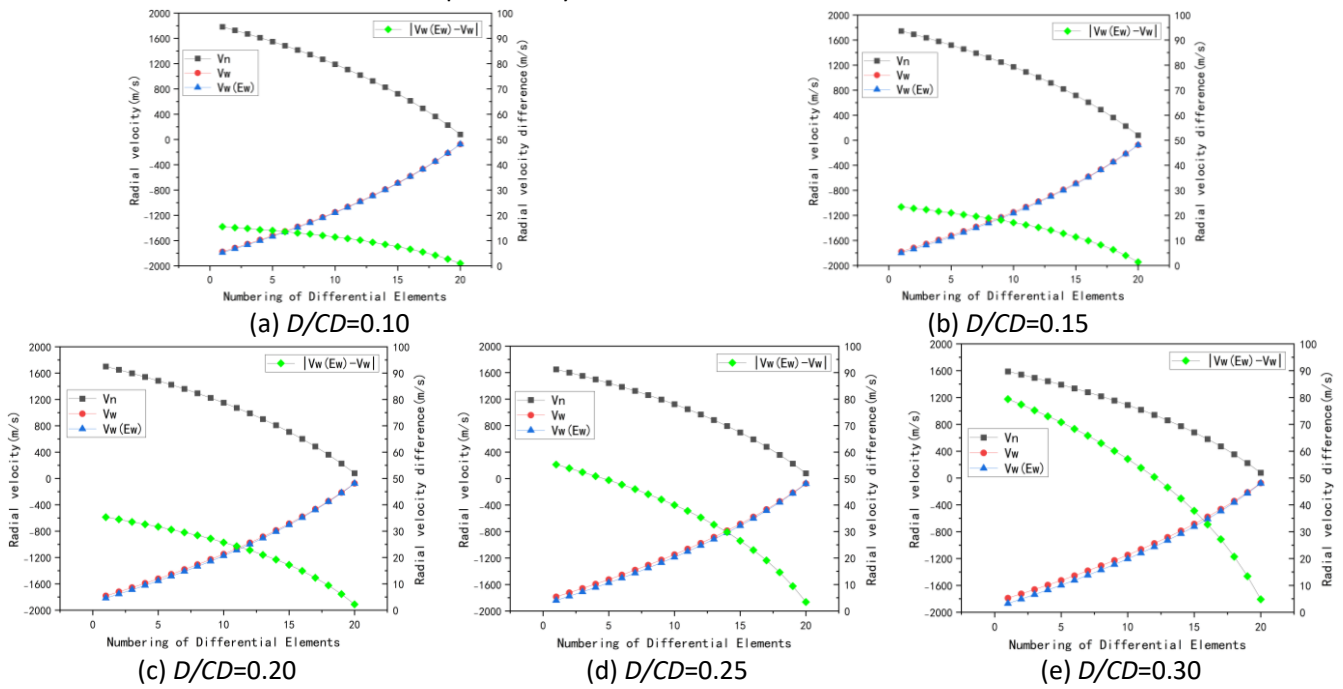 2000
1600
1200
800
400
0
-400
-800
-1200
-1600
-2000
Radial velocity(m/s)
|Vw(Ew)-Vw|
Vn
Vw
Vw(Ew)
100
90
80
70
60
50
40
30
20
10
0
Radial velocity difference(m/s)
0 5 10 15 20
Numbering of Differential Elements
(a) D/CD=0.10
2000
1600
1200
800
400
0
-400
-800
-1200
-1600
-2000
Radial velocity(m/s)
|Vw(Ew)-Vw|
Vn
Vw
Vw(Ew)
100
90
80
70
60
50
40
30
20
10
0
Radial velocity difference(m/s)
0 5 10 15 20
Numbering of Differential Elements
(b) D/CD=0.15
2000
1600
1200
800
400
0
-400
-800
-1200
-1600
-2000
Radial velocity(m/s)
|Vw(Ew)-Vw|
Vn
Vw
Vw(Ew)
100
90
80
70
60
50
40
30
20
10
0
Radial velocity difference(m/s)
0 5 10 15 20
Numbering of Differential Elements
(c) D/CD=0.20
2000
1600
1200
800
400
0
-400
-800
-1200
-1600
-2000
Radial velocity(m/s)
|Vw(Ew)-Vw|
Vn
Vw
Vw(Ew)
100
90
80
70
60
50
40
30
20
10
0
Radial velocity difference(m/s)
0 5 10 15 20
Numbering of Differential Elements
(d) D/CD=0.25
2000
1600
1200
800
400
0
-400
-800
-1200
-1600
-2000
Radial velocity(m/s)
|Vw(Ew)-Vw|
Vn
Vw
Vw(Ew)
100
90
80
70
60
50
40
30
20
10
0
Radial velocity difference(m/s)
0 5 10 15 20
Numbering of Differential Elements
(e) D/CD=0.30